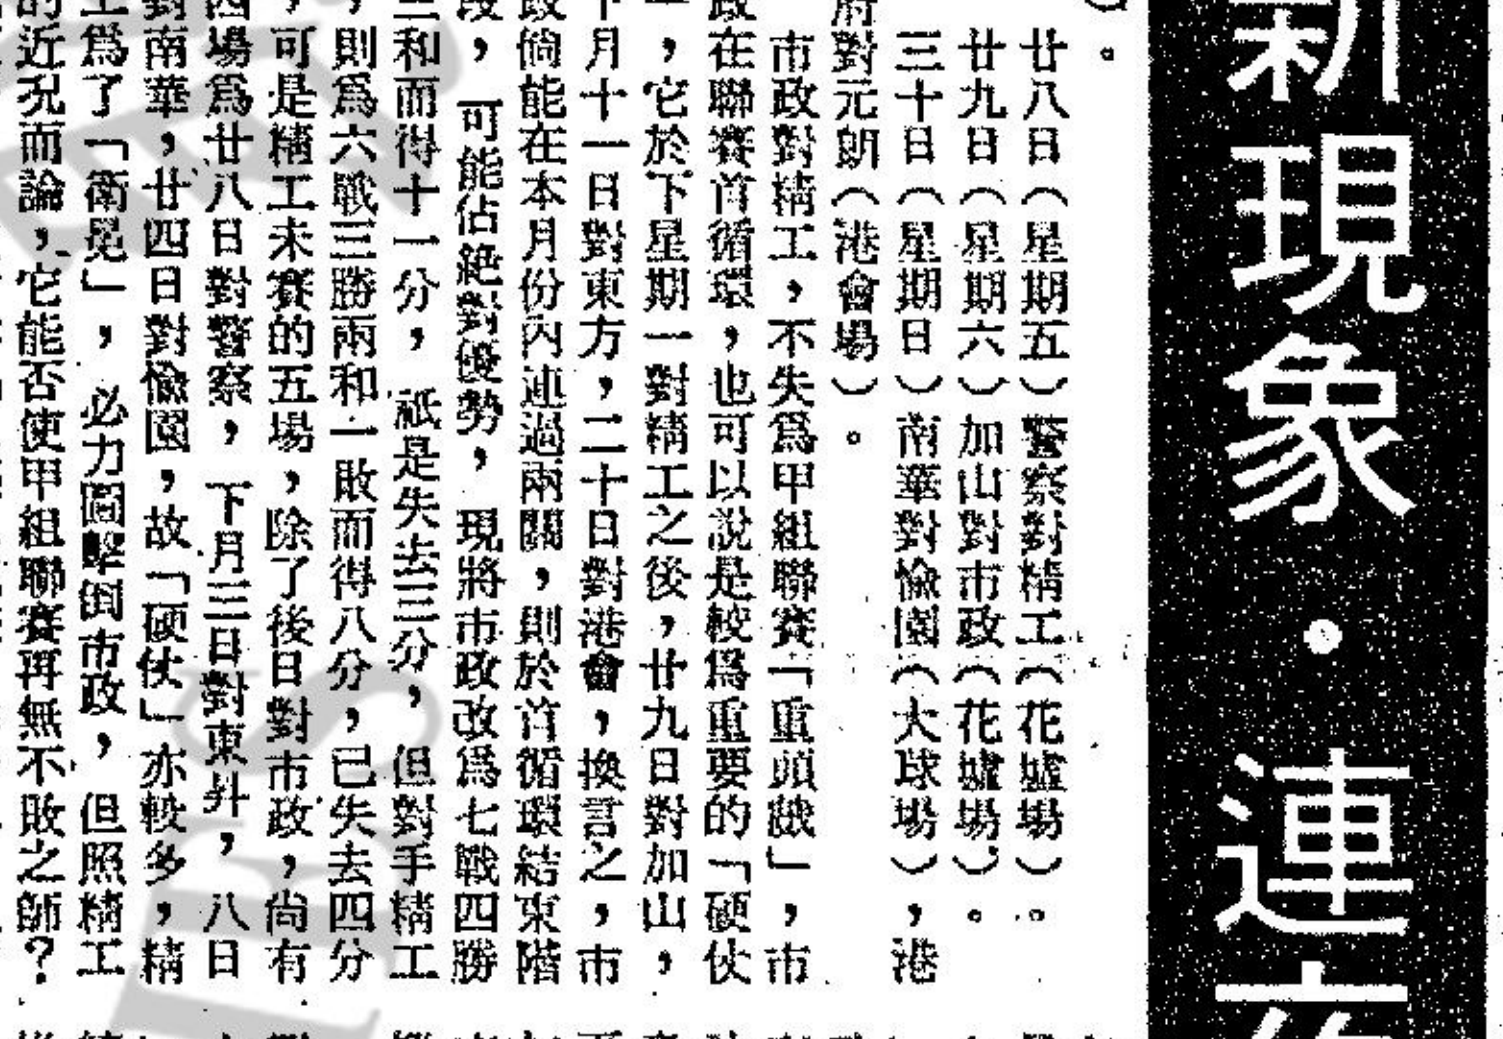 新現象·連
）。
廿八日（星期五）警察對精工（花墟場）。
廿九日（星期六）加山對市政（花墟場）。
三十日（星期日）南華對愉園（大球場），港
府對元朗（港會場）。
市政對精工，不失爲甲組聯賽「重頭戲」，市
政在聯賽首循環，也可以說是較爲重要的「硬仗
，它於下星期一對精工之後，廿九日對加山，
下月十一日對東方，二十日對港會，換言之，市
政倘能在本月份內連過兩關，則於首循環結束階
段，可能佔絕對優勢，現將市政改爲七戰四勝
三和而得十一分，祇是失去三分，但對手精工
，則爲六戰三勝兩和一敗而得八分，已失去四分
，可是精工未賽的五場，除了後日對市政，尚有
四場爲廿八日對警察，下月三日對東昇，八日
對南華，廿四日對愉園，故「硬仗」亦較多，精
工爲了「衛冕」，必力圖擊倒市政，但照精工
的近況而論，它能否使甲組聯賽再無不敗之師？